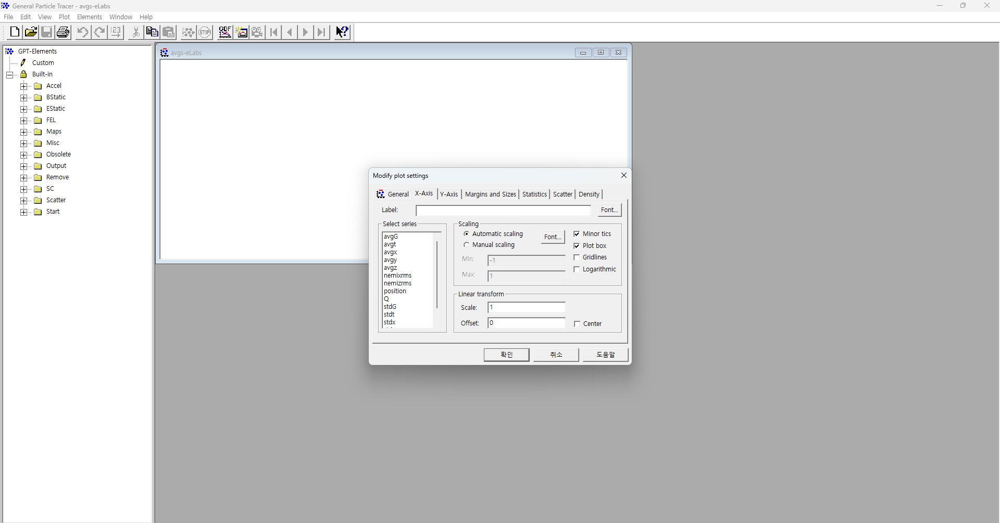 General Particle Tracer - avgs-eLabs
File Edit View Plot Elements Window Help
STOP! GDF
GPT-Elements
Custom
Built-in
Accel
BStatic
EStatic
FEL
Maps
Misc
Obsolete
Output
Remove
SC
Scatter
Start
avgs-eLabs
Modify plot settings
General X-Axis Y-Axis Margins and Sizes Statistics Scatter Density
Label: Font...
Select series
avgG
avgt
avgx
avgy
avgz
nemixrms
nemizrms
position
Q
stdG
stdt
stdx
Scaling
Automatic scaling
Manual scaling
Font...
Min: -1
Max: 1
Minor tics
Plot box
Gridlines
Logarithmic
Linear transform
Scale: 1
Offset: 0
Center
확인 취소 도움말